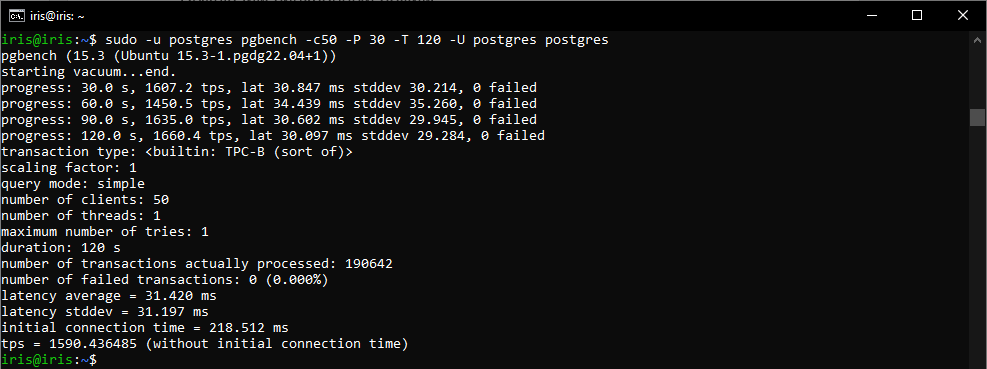 iris@iris: ~
iris@iris:~$ sudo -u postgres pgbench -c50 -P 30 -T 120 -U postgres postgres
pgbench (15.3 (Ubuntu 15.3-1.pgdg22.04+1))
starting vacuum...end.
progress: 30.0 s, 1607.2 tps, lat 30.847 ms stddev 30.214, 0 failed
progress: 60.0 s, 1450.5 tps, lat 34.439 ms stddev 35.260, 0 failed
progress: 90.0 s, 1635.0 tps, lat 30.602 ms stddev 29.945, 0 failed
progress: 120.0 s, 1660.4 tps, lat 30.097 ms stddev 29.284, 0 failed
transaction type: <builtin: TPC-B (sort of)>
scaling factor: 1
query mode: simple
number of clients: 50
number of threads: 1
maximum number of tries: 1
duration: 120 s
number of transactions actually processed: 190642
number of failed transactions: 0 (0.000%)
latency average = 31.420 ms
latency stddev = 31.197 ms
initial connection time = 218.512 ms
tps = 1590.436485 (without initial connection time)
iris@iris:~$